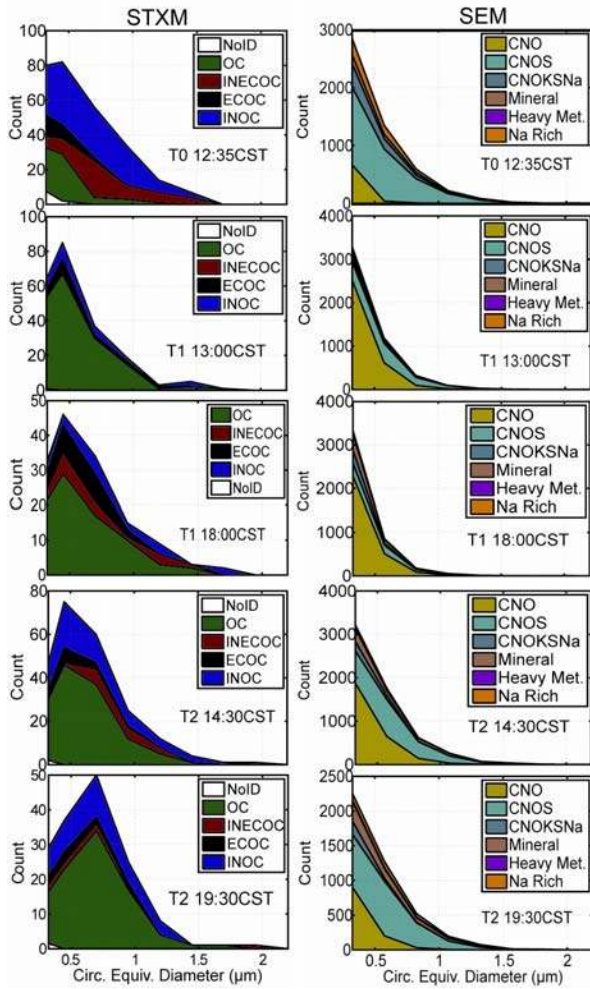 STXM
SEM
100
80
60
40
20
0
Count
NoID
OC
INECOC
ECOC
INOC
T0 12:35CST
3000
2000
1000
0
Count
CNO
CNOS
CNOKSNa
Mineral
Heavy Met.
Na Rich
T0 12:35CST
100
80
60
40
20
0
Count
NoID
OC
INECOC
ECOC
INOC
T1 13:00CST
4000
3000
2000
1000
0
Count
CNO
CNOS
CNOKSNa
Mineral
Heavy Met.
Na Rich
T1 13:00CST
50
40
30
20
10
0
Count
OC
INECOC
ECOC
INOC
NoID
T1 18:00CST
4000
3000
2000
1000
0
Count
CNO
CNOS
CNOKSNa
Mineral
Heavy Met.
Na Rich
T1 18:00CST
80
60
40
20
0
Count
NoID
OC
INECOC
ECOC
INOC
T2 14:30CST
4000
3000
2000
1000
0
Count
CNO
CNOS
CNOKSNa
Mineral
Heavy Met.
Na Rich
T2 14:30CST
50
40
30
20
10
0
Count
NoID
OC
INECOC
ECOC
INOC
T2 19:30CST
0.5 1 1.5 2
Circ. Equiv. Diameter (µm)
2500
2000
1500
1000
500
0
Count
CNO
CNOS
CNOKSNa
Mineral
Heavy Met.
Na Rich
T2 19:30CST
0.5 1 1.5 2
Circ. Equiv. Diameter (µm)